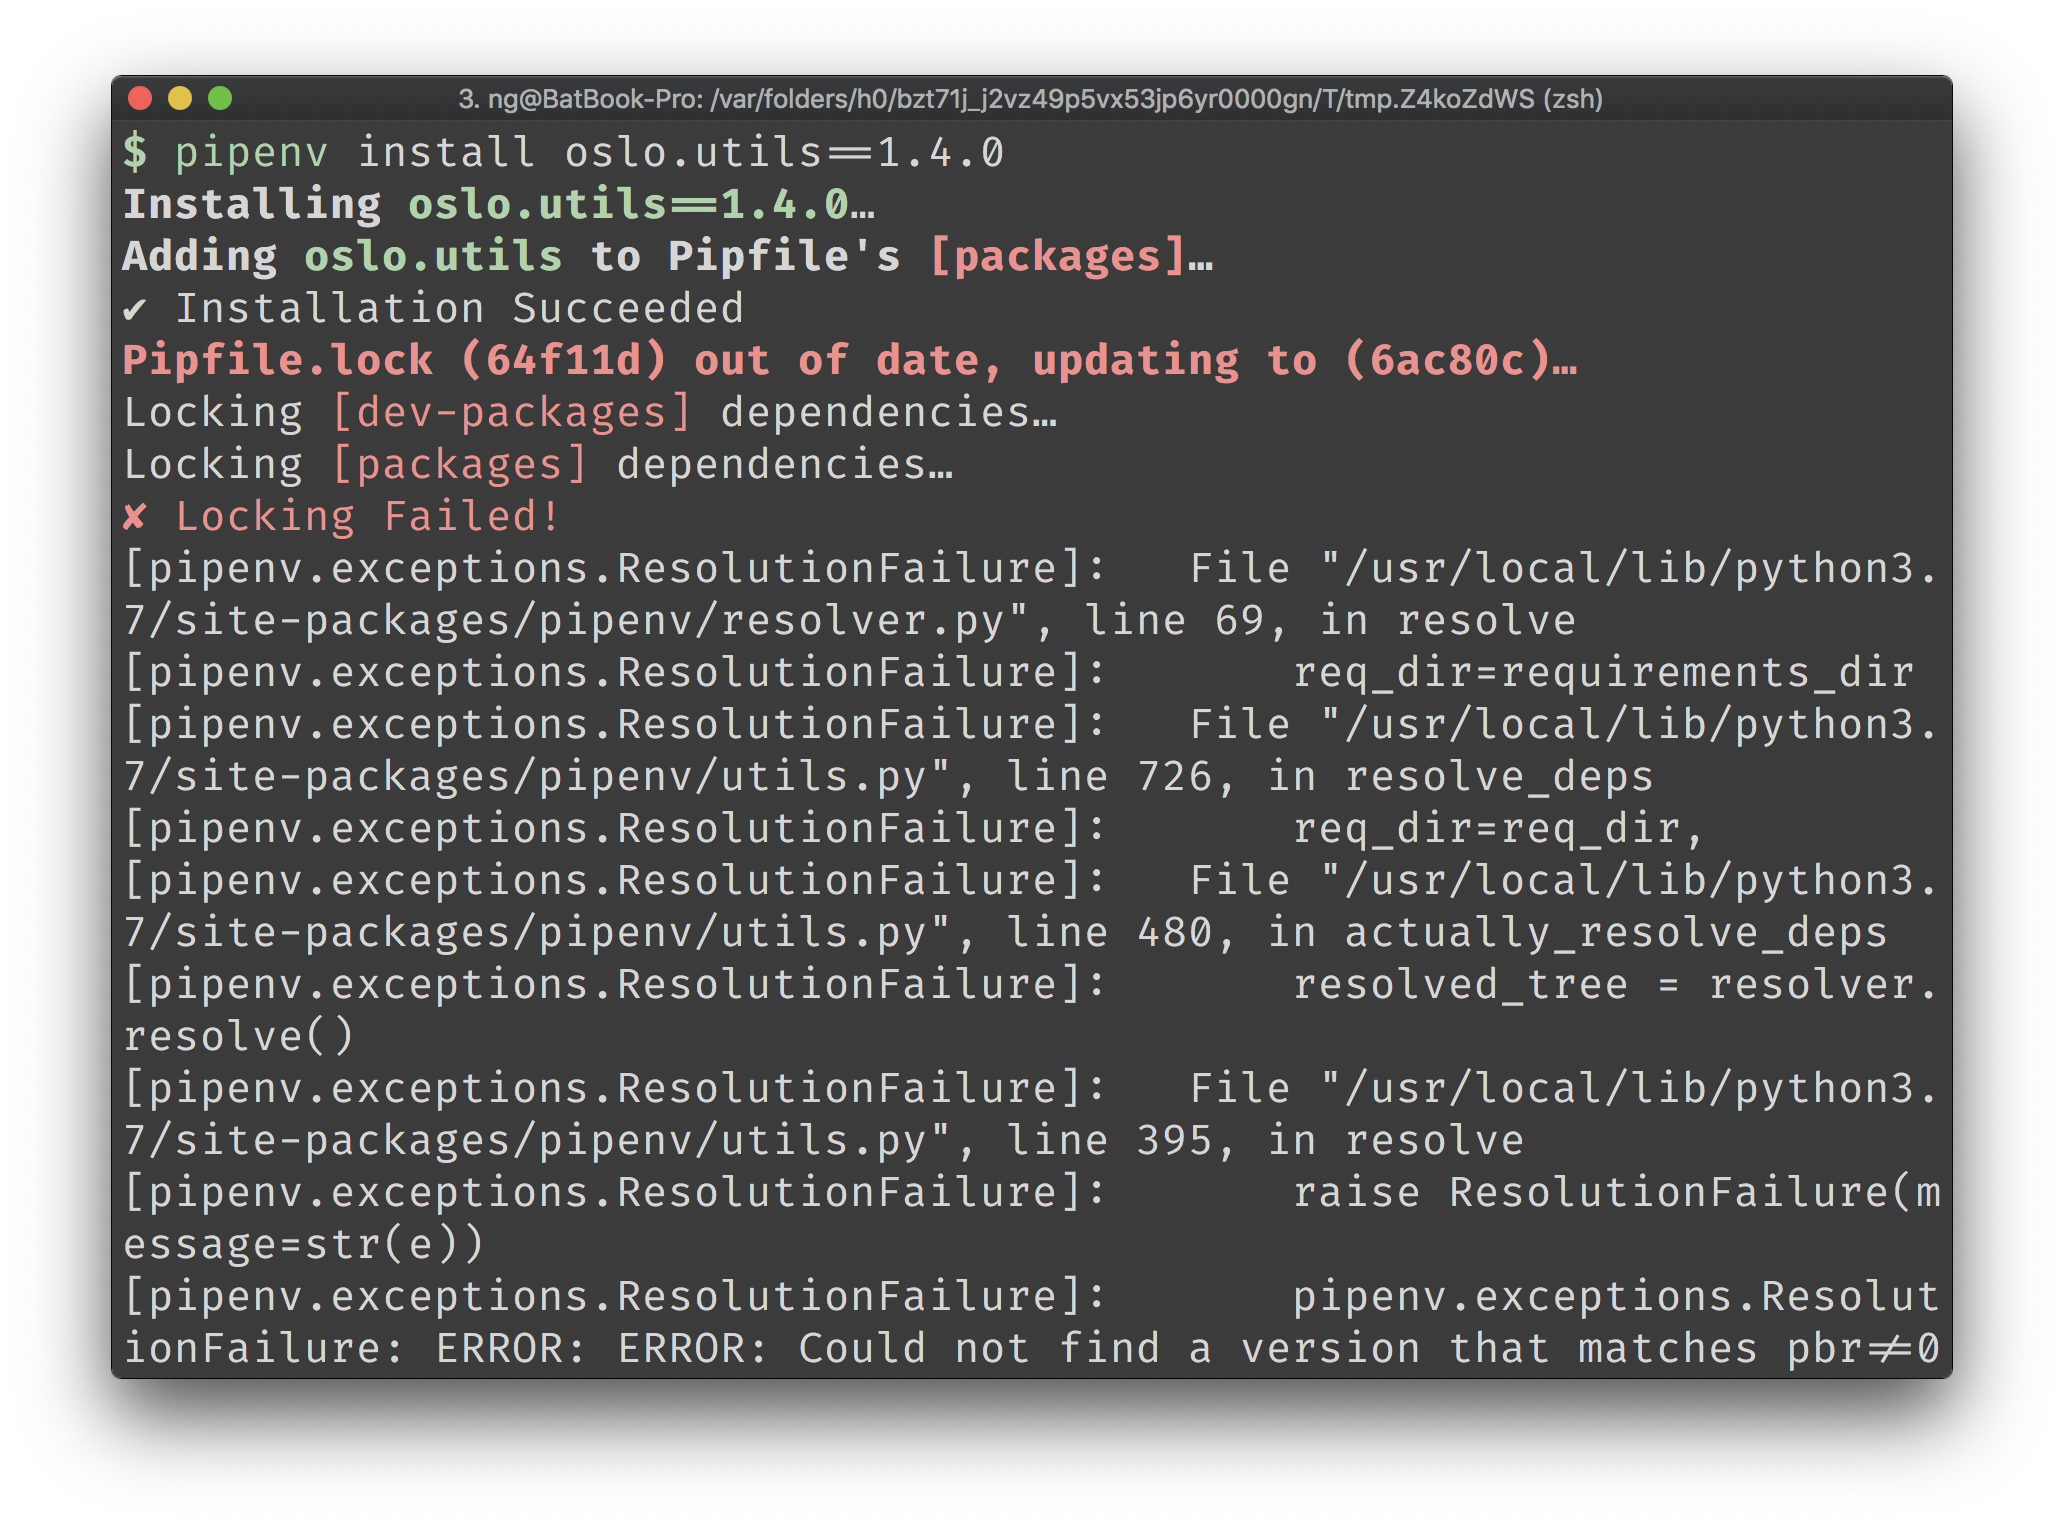 3. ng@BatBook-Pro: /var/folders/h0/bzt71j_j2vz49p5vx53jp6yr0000gn/T/tmp.Z4koZdWS (zsh)
$ pipenv install oslo.utils==1.4.0
Installing oslo.utils==1.4.0…
Adding oslo.utils to Pipfile's [packages]…
✔ Installation Succeeded
Pipfile.lock (64f11d) out of date, updating to (6ac80c)…
Locking [dev-packages] dependencies…
Locking [packages] dependencies…
✘ Locking Failed!
[pipenv.exceptions.ResolutionFailure]:   File "/usr/local/lib/python3.
7/site-packages/pipenv/resolver.py", line 69, in resolve
[pipenv.exceptions.ResolutionFailure]:       req_dir=requirements_dir
[pipenv.exceptions.ResolutionFailure]:   File "/usr/local/lib/python3.
7/site-packages/pipenv/utils.py", line 726, in resolve_deps
[pipenv.exceptions.ResolutionFailure]:       req_dir=req_dir,
[pipenv.exceptions.ResolutionFailure]:   File "/usr/local/lib/python3.
7/site-packages/pipenv/utils.py", line 480, in actually_resolve_deps
[pipenv.exceptions.ResolutionFailure]:       resolved_tree = resolver.
resolve()
[pipenv.exceptions.ResolutionFailure]:   File "/usr/local/lib/python3.
7/site-packages/pipenv/utils.py", line 395, in resolve
[pipenv.exceptions.ResolutionFailure]:       raise ResolutionFailure(m
essage=str(e))
[pipenv.exceptions.ResolutionFailure]:       pipenv.exceptions.Resolut
ionFailure: ERROR: ERROR: Could not find a version that matches pbr!=0